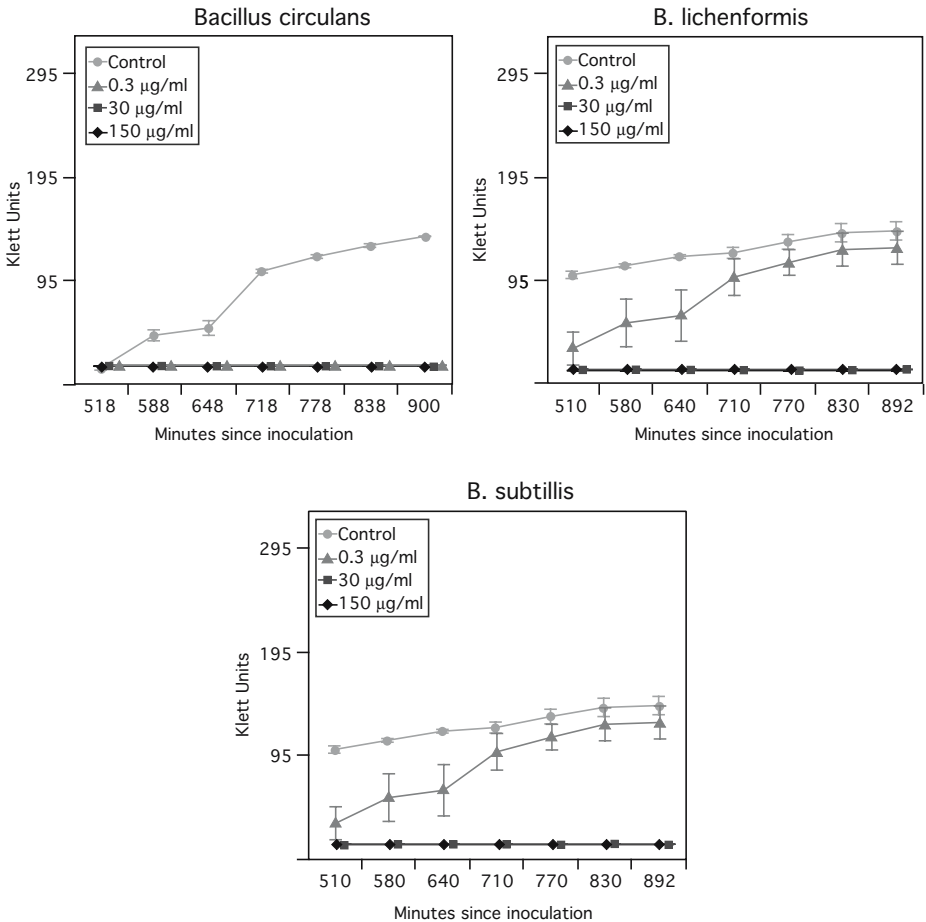 Bacillus circulans
Control
0.3 μg/ml
30 μg/ml
150 μg/ml
295
195
95
Klett Units
518 588 648 718 778 838 900
Minutes since inoculation
B. lichenformis
Control
0.3 μg/ml
30 μg/ml
150 μg/ml
295
195
95
Klett Units
510 580 640 710 770 830 892
Minutes since inoculation
B. subtillis
Control
0.3 μg/ml
30 μg/ml
150 μg/ml
295
195
95
Klett Units
510 580 640 710 770 830 892
Minutes since inoculation